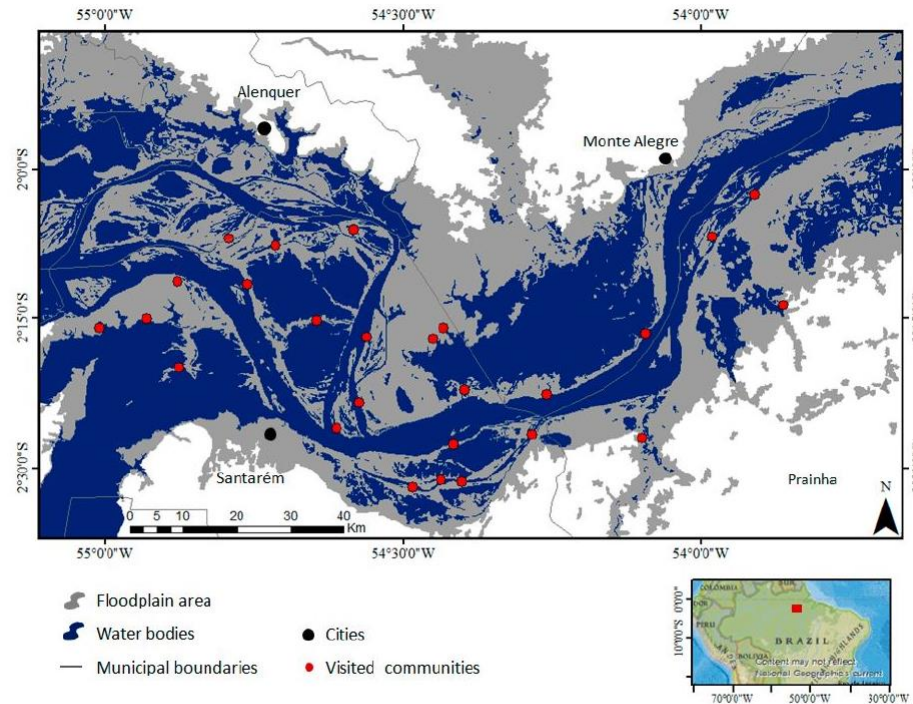 55°0'0"W 54°30'0"W 54°0'0"W
Alenquer
Monte Alegre
2°0'0"S
2°15'0"S
2°30'0"S
Santarém
Prainha
N
0 5 10 20 30 40
Km
55°0'0"W 54°30'0"W 54°0'0"W
Floodplain area
Water bodies
Cities
Municipal boundaries
Visited communities
COLOMBIA
SUR.
PERU
BRAZIL
BOLIVIA
HIGHLANDS
Content may not reflect
National Geographic's current
0°0'0"
10°0'0"S
70°0'0"W 50°0'0"W 30°0'0"W